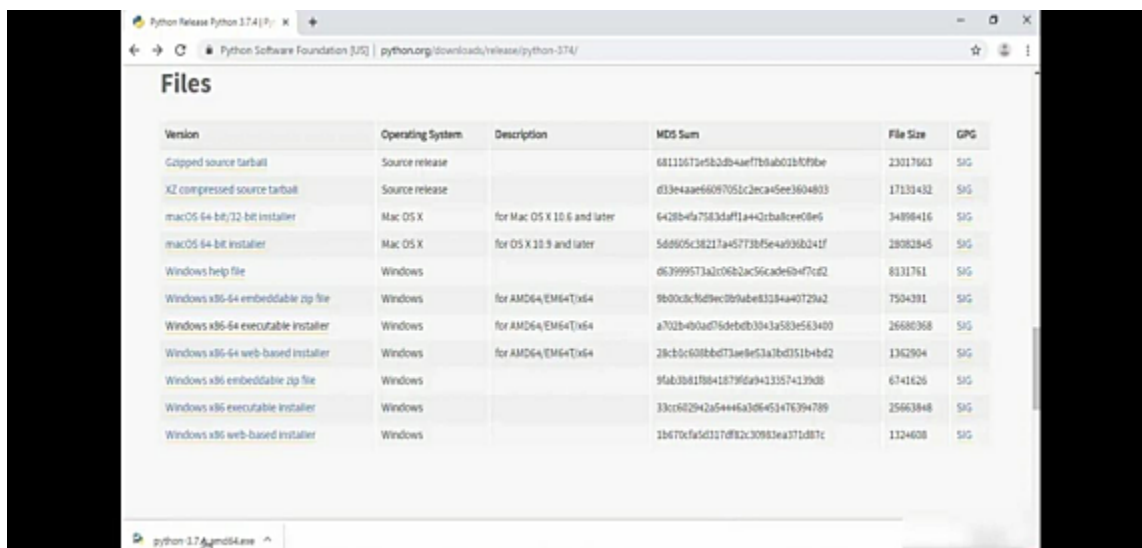 Python Release Python 3.7.4 | Py
Python Software Foundation [US] | python.org/downloads/release/python-374/
Files
Version Operating System Description MD5 Sum File Size GPG
Gzipped source tarball Source release 68111671e5b2db4aef7b9ab01bf0f9be 23017663 SIG
XZ compressed source tarball Source release d33e4aae66097051c2eca45ee3604803 17131432 SIG
macOS 64-bit/32-bit installer Mac OS X for Mac OS X 10.6 and later 6428b4fa7583daff1a442cba8cee08e6 34898416 SIG
macOS 64-bit installer Mac OS X for OS X 10.9 and later 5dd605c38217a45773bf5e4a936b241f 28082845 SIG
Windows help file Windows d63999573a2c06b2ac56cade6b4f7cd2 8131761 SIG
Windows x86-64 embeddable zip file Windows for AMD64/EM64T/x64 9b00c8cf6d9ec0b9abe83184a40729a2 7504391 SIG
Windows x86-64 executable installer Windows for AMD64/EM64T/x64 a702b4b0ad76debdb3043a583e563400 26680368 SIG
Windows x86-64 web-based installer Windows for AMD64/EM64T/x64 28cb1c608bbd73ae8e53a3bd351b4bd2 1362904 SIG
Windows x86 embeddable zip file Windows 9fab3b81f8841879fda94133574139d8 6741626 SIG
Windows x86 executable installer Windows 33cc602942a54446a3d6451476394789 25663848 SIG
Windows x86 web-based installer Windows 1b670cfa5d317df82c30983ea371d87c 1324608 SIG
python-3.7.4-amd64.exe